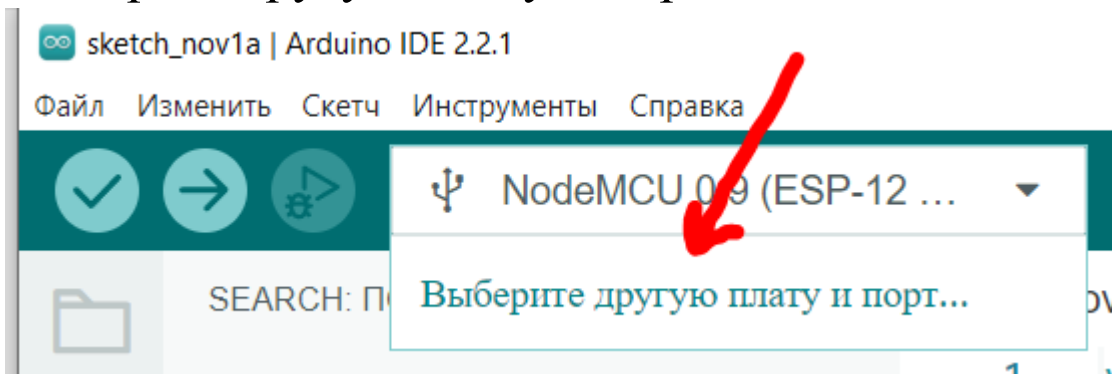 sketch_nov1a | Arduino IDE 2.2.1
Файл Изменить Скетч Инструменты Справка
NodeMCU 0.9 (ESP-12 ...
SEARCH:
Выберите другую плату и порт...
1